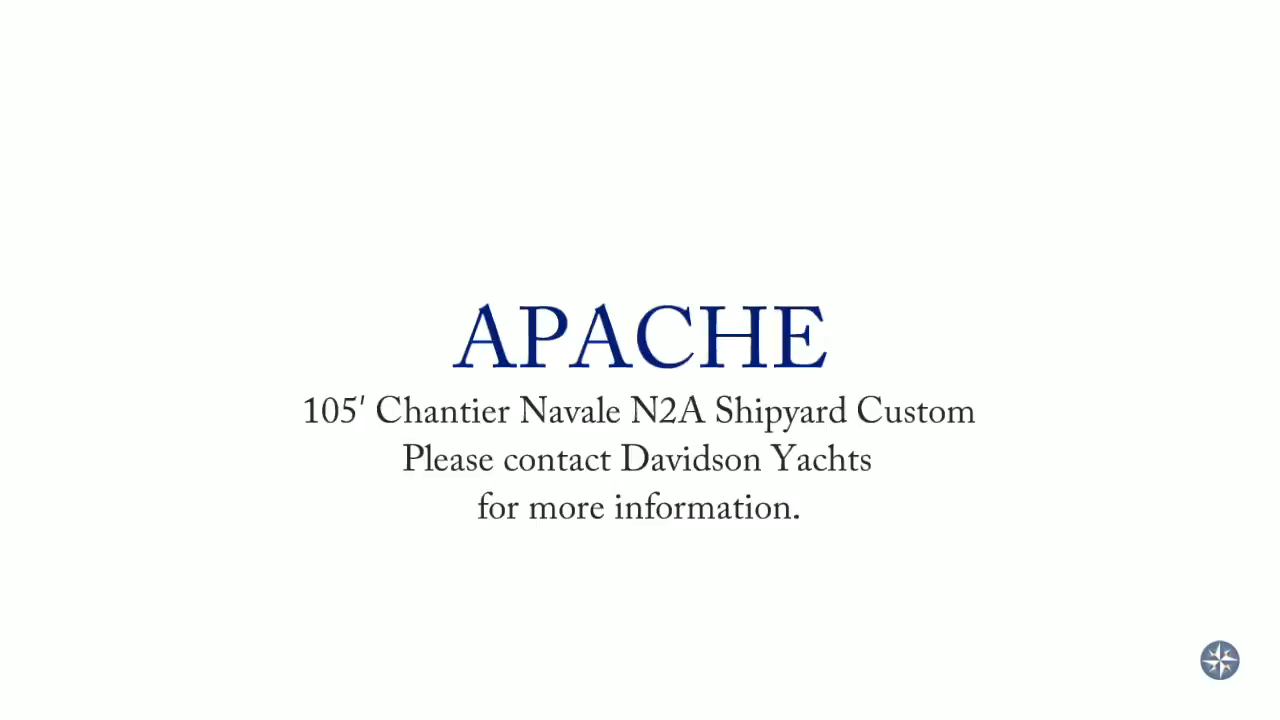 APACHE
105' Chantier Navale N2A Shipyard Custom
Please contact Davidson Yachts
for more information.